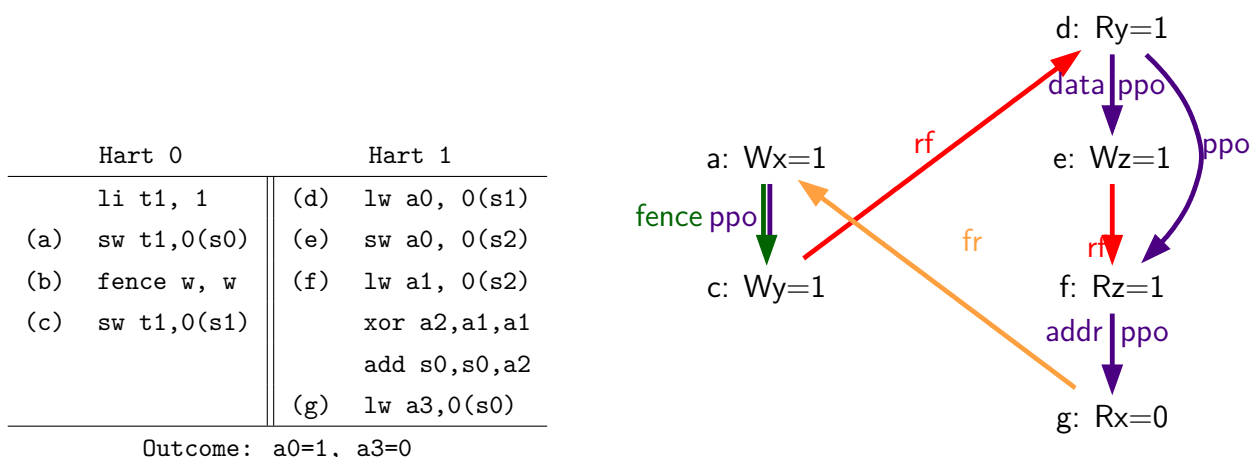 Hart 0 Hart 1
li t1, 1 (d) lw a0, 0(s1)
(a) sw t1,0(s0) (e) sw a0, 0(s2)
(b) fence w, w (f) lw a1, 0(s2)
(c) sw t1,0(s1) xor a2,a1,a1
add s0,s0,a2
(g) lw a3,0(s0)
Outcome: a0=1, a3=0
d: Ry=1
data ppo
rf
ppo
a: Wx=1
e: Wz=1
fence ppo
fr
rf
c: Wy=1
f: Rz=1
addr ppo
g: Rx=0